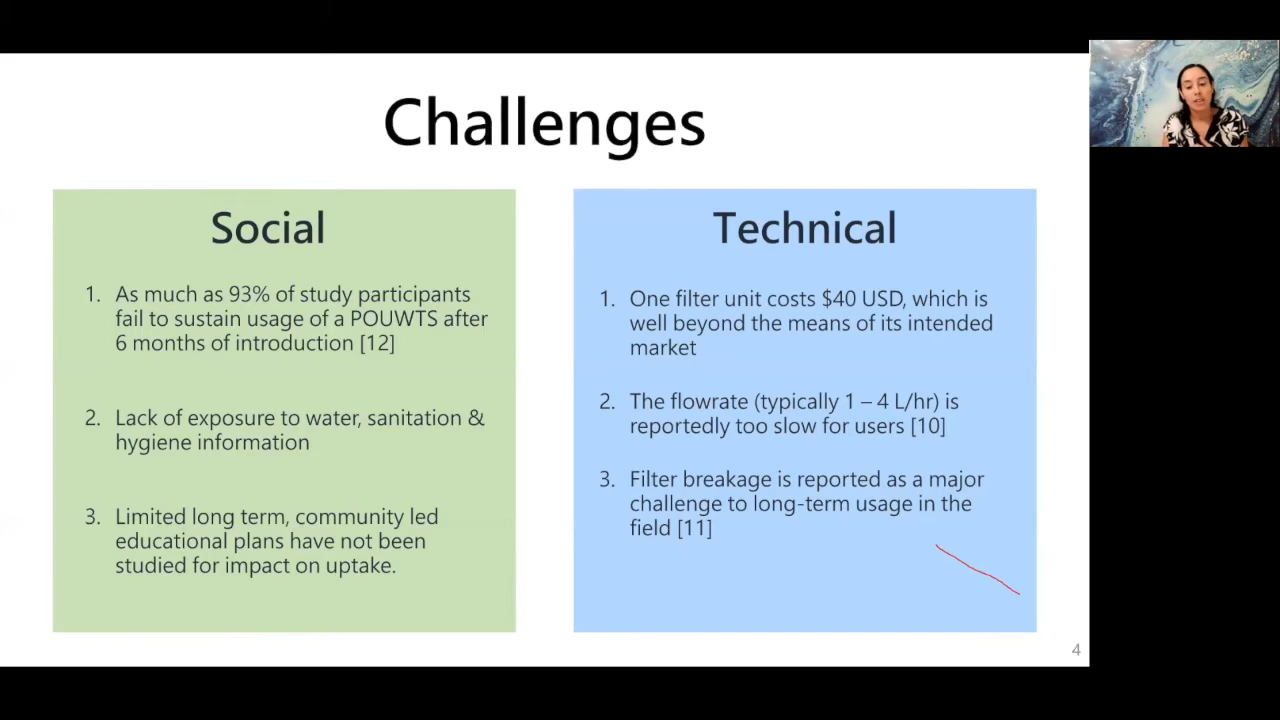 Challenges
Social
1. As much as 93% of study participants
fail to sustain usage of a POUWTS after
6 months of introduction [12]
2. Lack of exposure to water, sanitation &
hygiene information
3. Limited long term, community led
educational plans have not been
studied for impact on uptake.
Technical
1. One filter unit costs $40 USD, which is
well beyond the means of its intended
market
2. The flowrate (typically 1 – 4 L/hr) is
reportedly too slow for users [10]
3. Filter breakage is reported as a major
challenge to long-term usage in the
field [11]
4